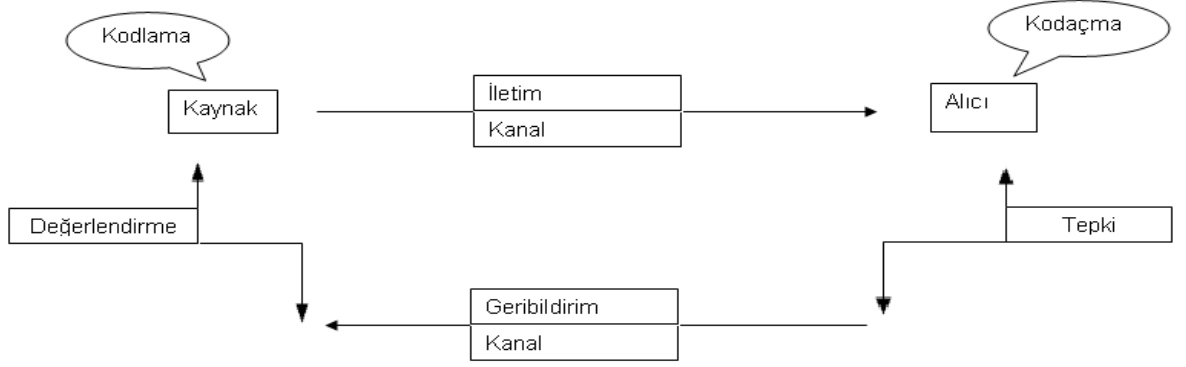 Kodlama
Kodaçma
Kaynak
İletim
Kanal
Alıcı
Değerlendirme
Tepki
Geribildirim
Kanal